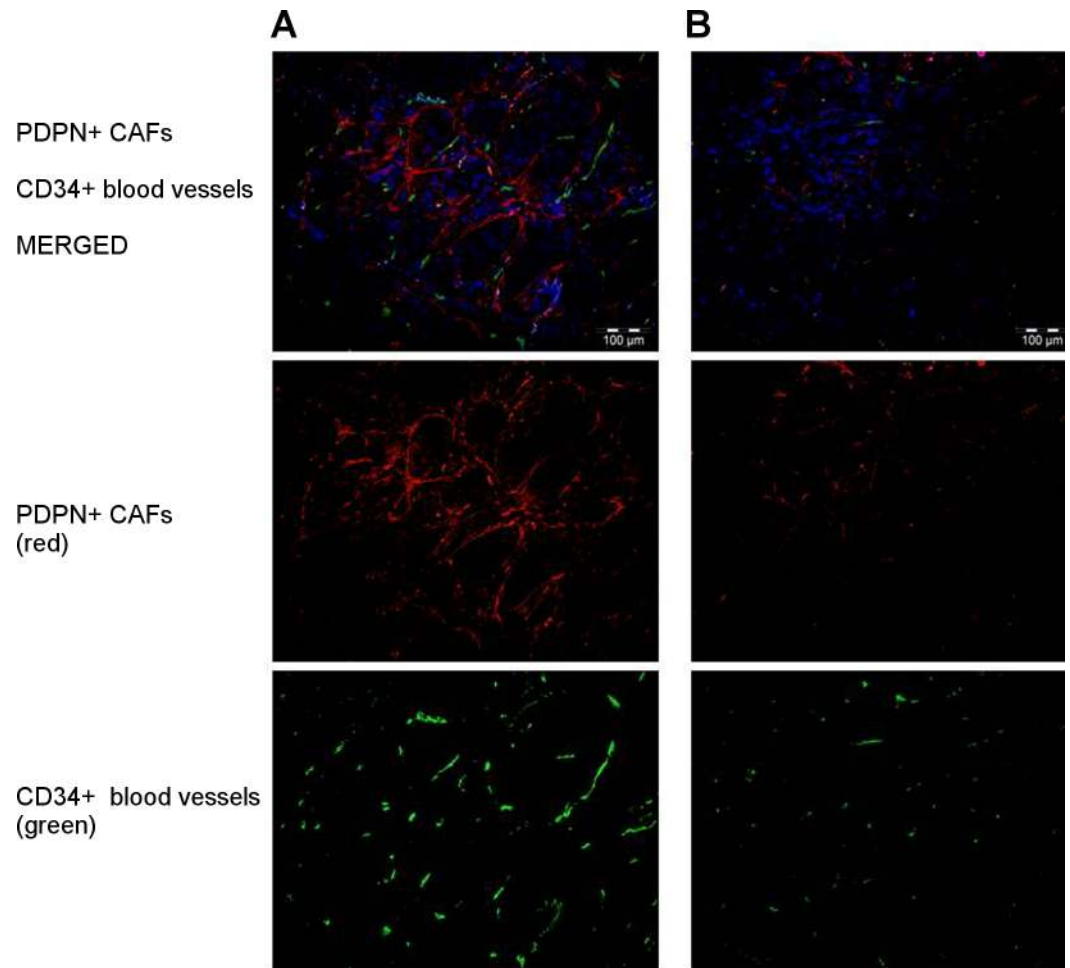 A
B
PDPN+ CAFs
CD34+ blood vessels
MERGED
100 µm
100 µm
PDPN+ CAFs
(red)
CD34+ blood vessels
(green)